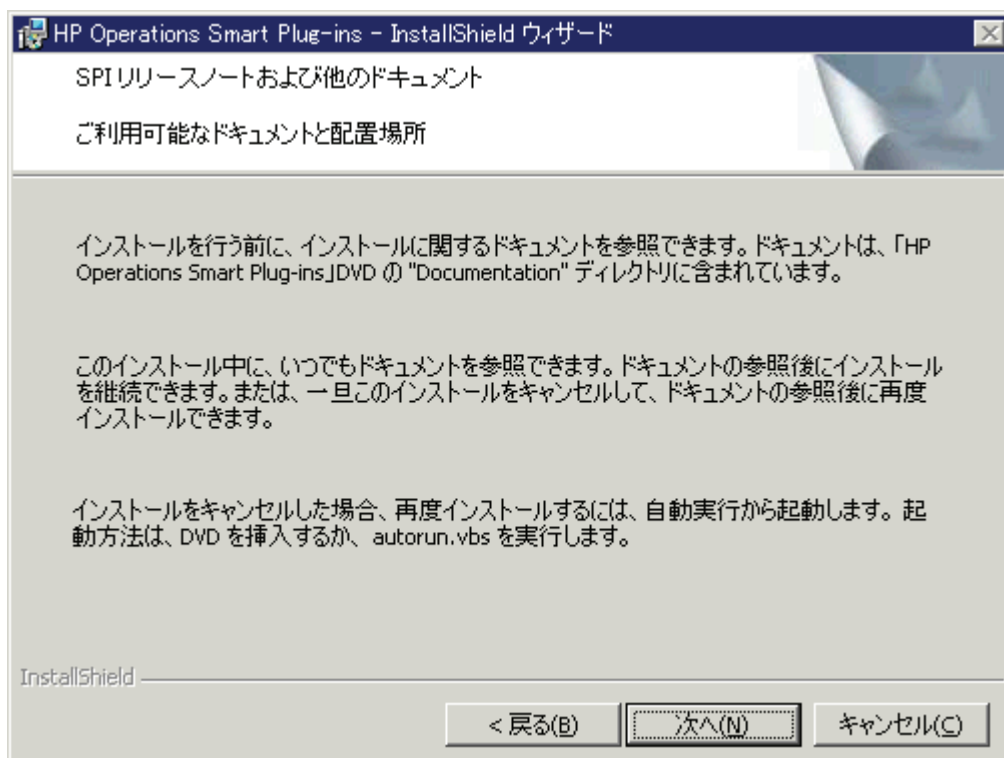 HP Operations Smart Plug-ins - InstallShield ウィザード
SPI リリースノートおよび他のドキュメント
ご利用可能なドキュメントと配置場所
インストールを行う前に、インストールに関するドキュメントを参照できます。ドキュメントは、「HP
Operations Smart Plug-ins」DVD の "Documentation" ディレクトリに含まれています。
このインストール中に、いつでもドキュメントを参照できます。ドキュメントの参照後にインストール
を継続できます。または、一旦このインストールをキャンセルして、ドキュメントの参照後に再度
インストールできます。
インストールをキャンセルした場合、再度インストールするには、自動実行から起動します。起
動方法は、DVD を挿入するか、autorun.vbs を実行します。
InstallShield
< 戻る(B)
次へ(N)
キャンセル(C)